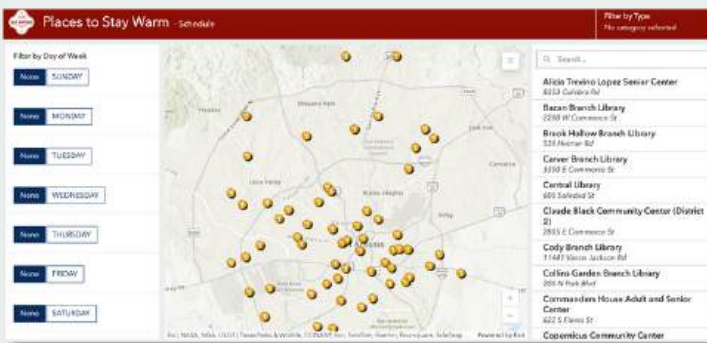 Places to Stay Warm - Schedule
Filter by Type
No category selected
Filter by Day of Week
None SUNDAY
None MONDAY
None TUESDAY
None WEDNESDAY
None THURSDAY
None FRIDAY
None SATURDAY
Search...
Alicia Trevino Lopez Senior Center
8353 Culebra Rd
Bazan Branch Library
2200 W Commerce St
Brook Hollow Branch Library
530 Heimer Rd
Carver Branch Library
3350 E Commerce St
Central Library
600 Soledad St
Claude Black Community Center (District
2)
2805 E Commerce St
Cody Branch Library
11441 Vance Jackson Rd
Collins Garden Branch Library
200 N Park Blvd
Commanders House Adult and Senior
Center
622 S Flores St
Copernicus Community Center
Powered by Esri